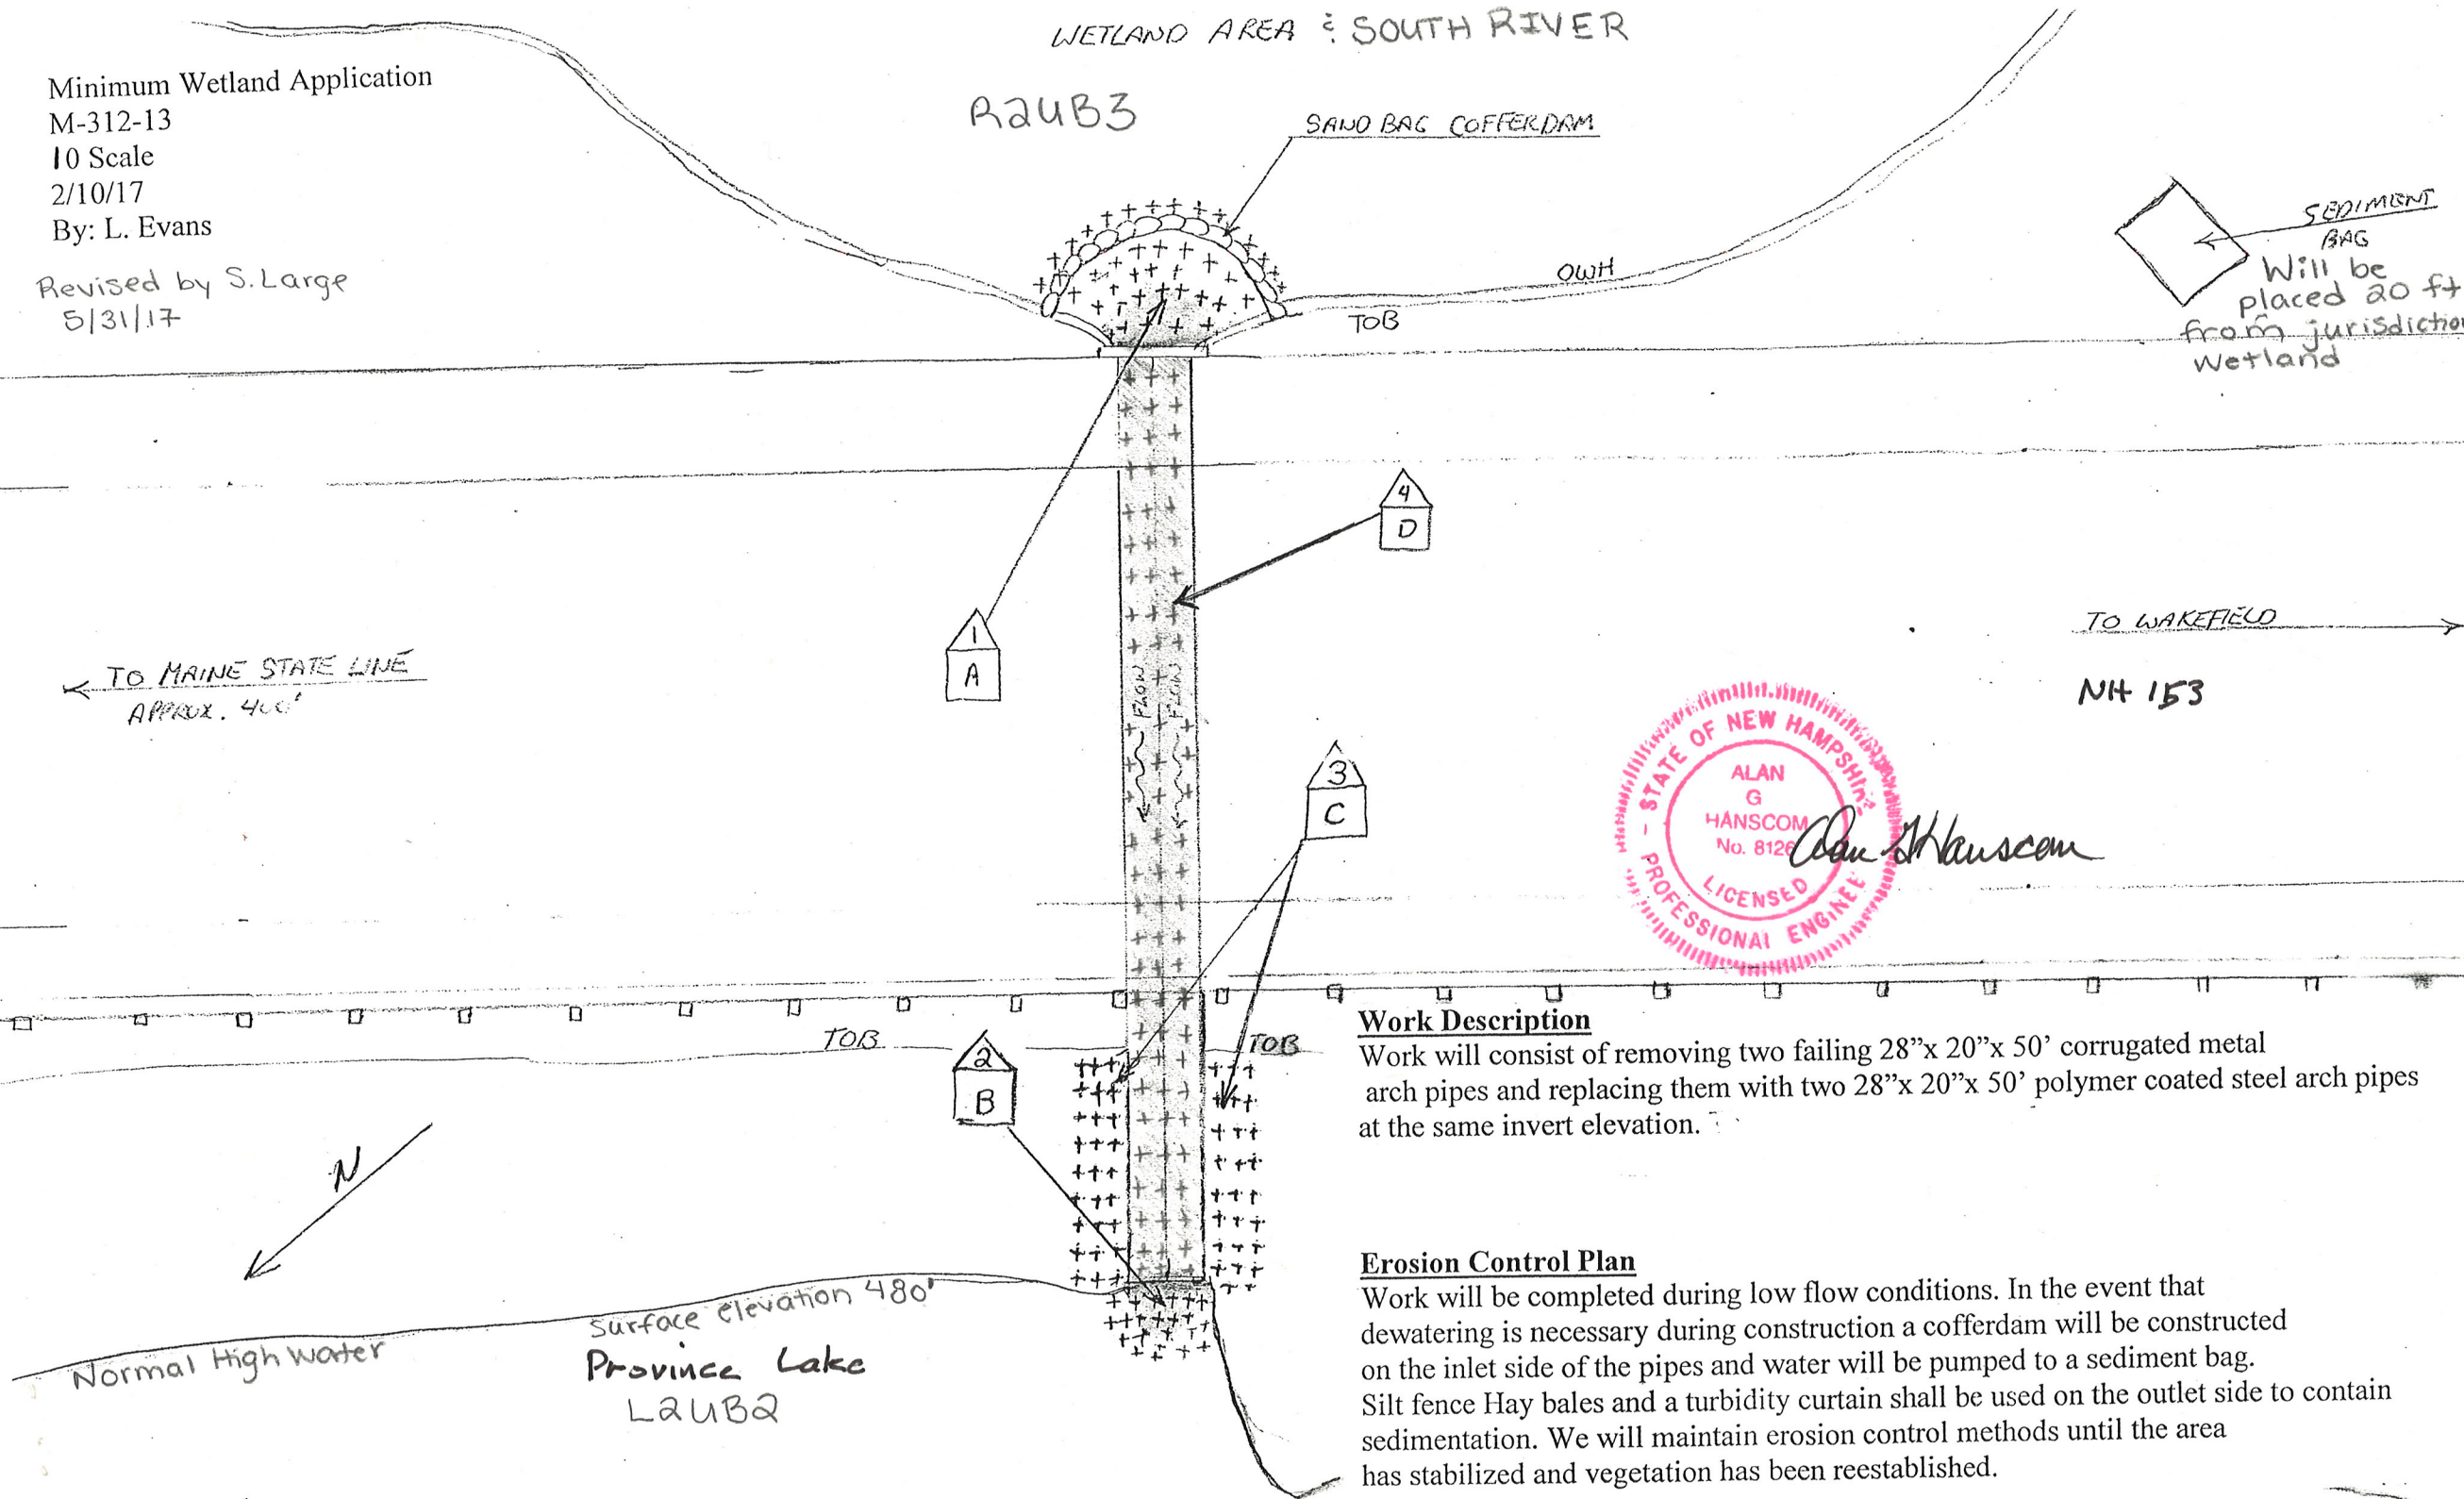 WETLAND AREA & SOUTH RIVER
Minimum Wetland Application
M-312-13
10 Scale
2/10/17
By: L. Evans
Revised by S. Large
5/31/17
R2UB3
SAND BAG COFFERDAM
SEDIMENT
BAG
Will be
placed 20 ft
from jurisdiction
Wetland
OWH
TOB
4
D
1
A
TO MAINE STATE LINE
APPROX. 400'
FLOW
FLOW
TO WAKEFIELD
NH 153
3
C
STATE OF NEW HAMPSHIRE
ALAN
G
HANSCOM
No. 8126
LICENSED
PROFESSIONAL ENGINEE
Alan G Hanscom
TOB
TOB
2
B
N
Work Description
Work will consist of removing two failing 28”x 20”x 50’ corrugated metal
arch pipes and replacing them with two 28”x 20”x 50’ polymer coated steel arch pipes
at the same invert elevation.
Surface elevation 480'
Normal High Water
Province Lake
L2UB2
Erosion Control Plan
Work will be completed during low flow conditions. In the event that
dewatering is necessary during construction a cofferdam will be constructed
on the inlet side of the pipes and water will be pumped to a sediment bag.
Silt fence Hay bales and a turbidity curtain shall be used on the outlet side to contain
sedimentation. We will maintain erosion control methods until the area
has stabilized and vegetation has been reestablished.